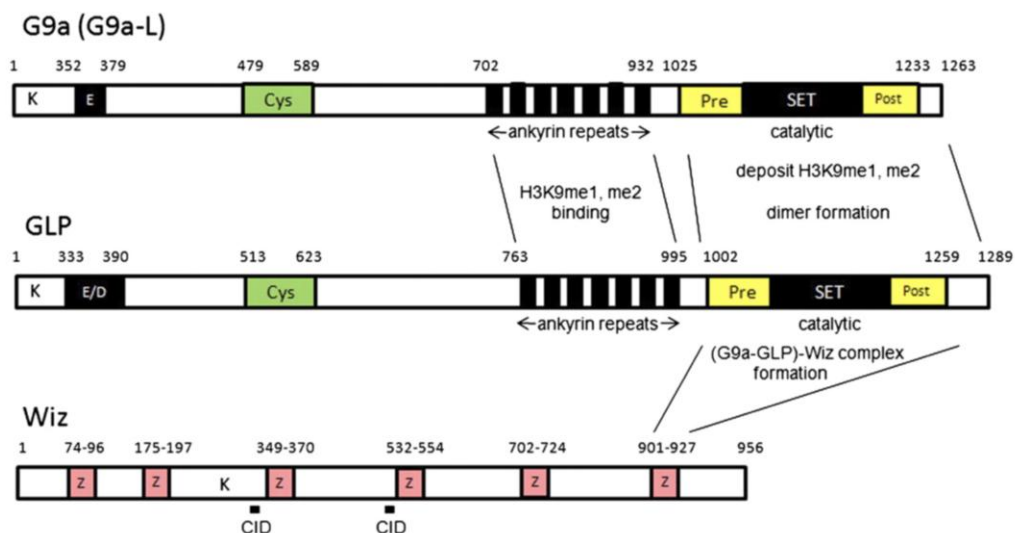 G9a (G9a-L)
1 352 379 479 589 702 932 1025 1233 1263
K E Cys Pre SET Post
ankyrin repeats catalytic
deposit H3K9me1, me2
H3K9me1, me2
binding
dimer formation
GLP
1 333 390 513 623 763 995 1002 1259 1289
K E/D Cys Pre SET Post
ankyrin repeats catalytic
(G9a-GLP)-Wiz complex
formation
Wiz
1 74-96 175-197 349-370 532-554 702-724 901-927 956
Z Z K Z Z Z Z
CID CID